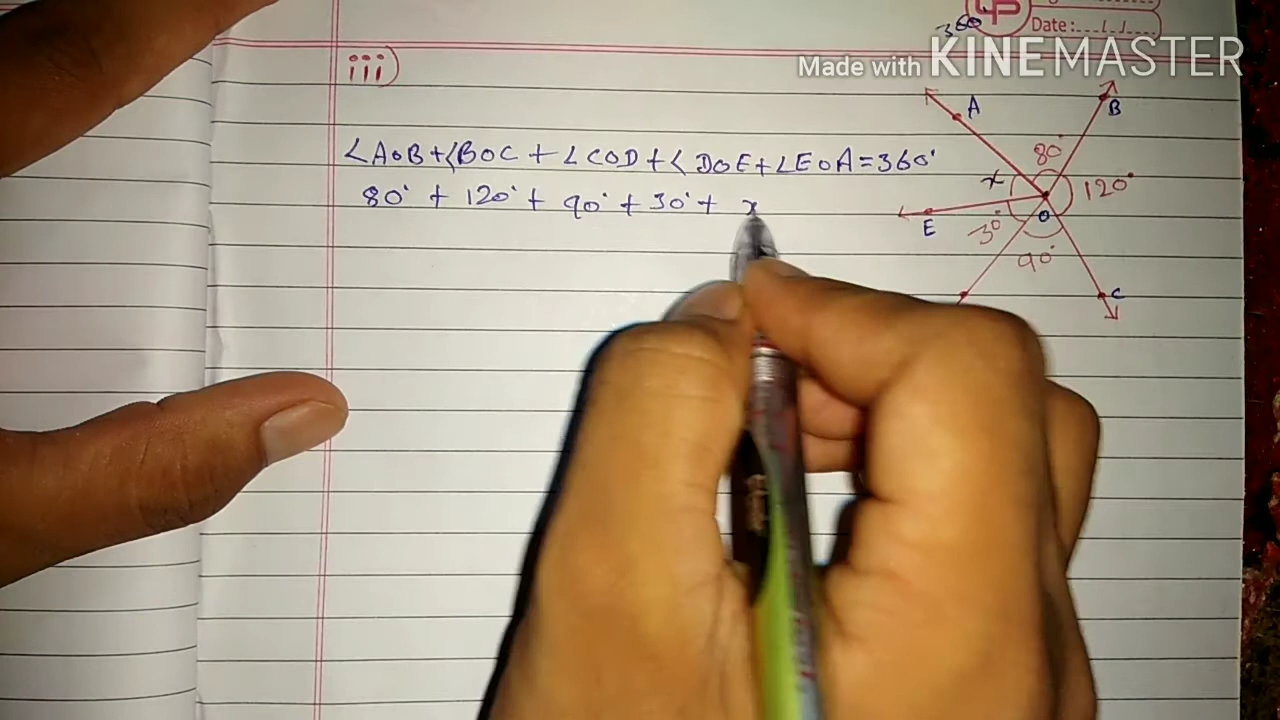 Date:
360°
Made with KINEMASTER
iii)
∠AOB+∠BOC + ∠COD+∠DOE+∠EOA=360°
80° + 120° + 90° + 30° + x
A
B
80°
x
120°
E
O
30°
90°
C